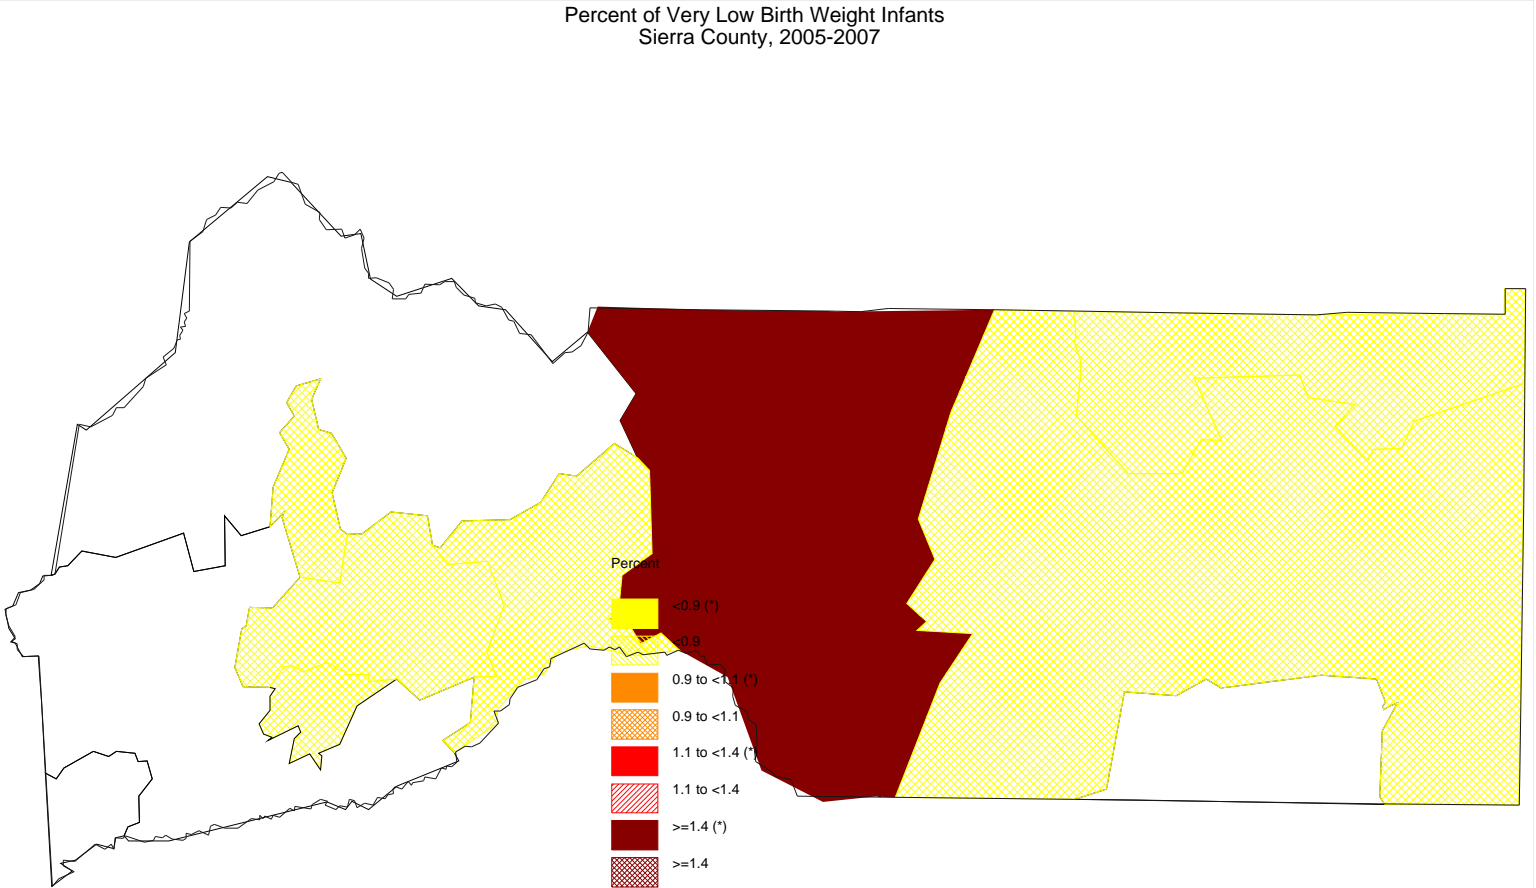 Percent of Very Low Birth Weight Infants
Sierra County, 2005-2007
Percent
<0.9 (*)
<0.9
0.9 to <1.1 (*)
0.9 to <1.1
1.1 to <1.4 (*)
1.1 to <1.4
>=1.4 (*)
>=1.4